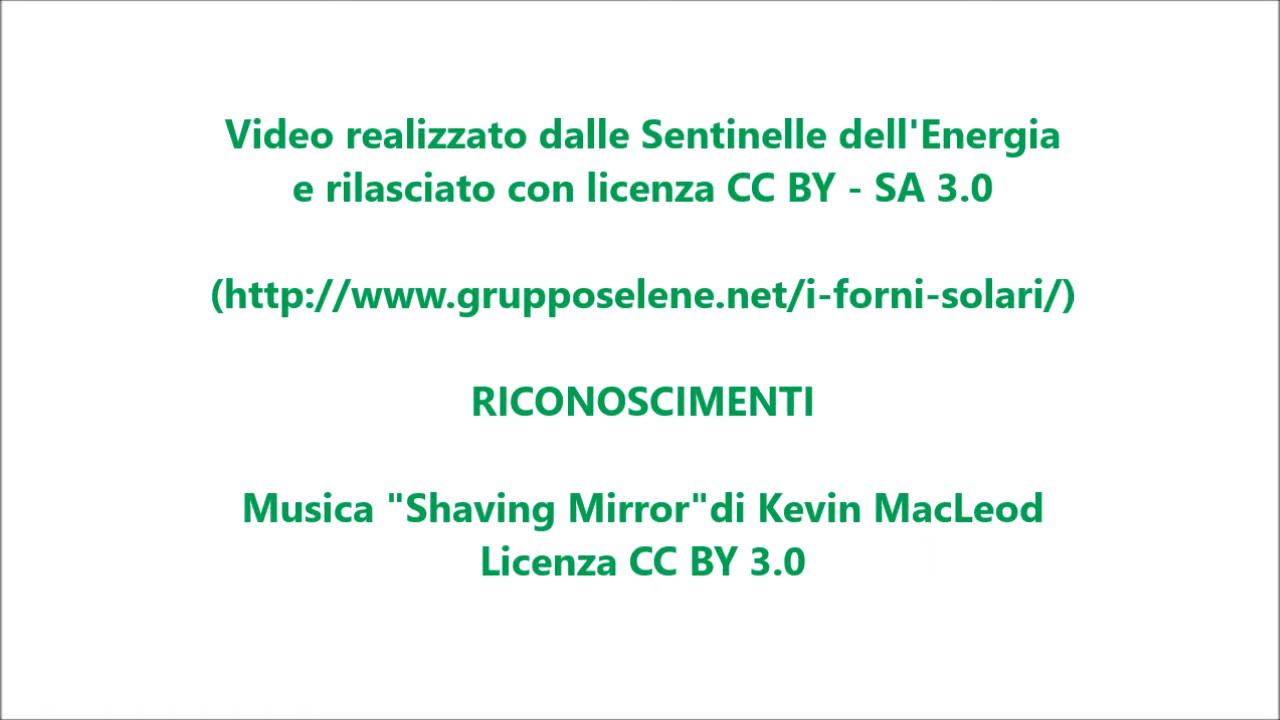 Video realizzato dalle Sentinelle dell'Energia
e rilasciato con licenza CC BY - SA 3.0
(http://www.grupposelene.net/i-forni-solari/)
RICONOSCIMENTI
Musica "Shaving Mirror"di Kevin MacLeod
Licenza CC BY 3.0